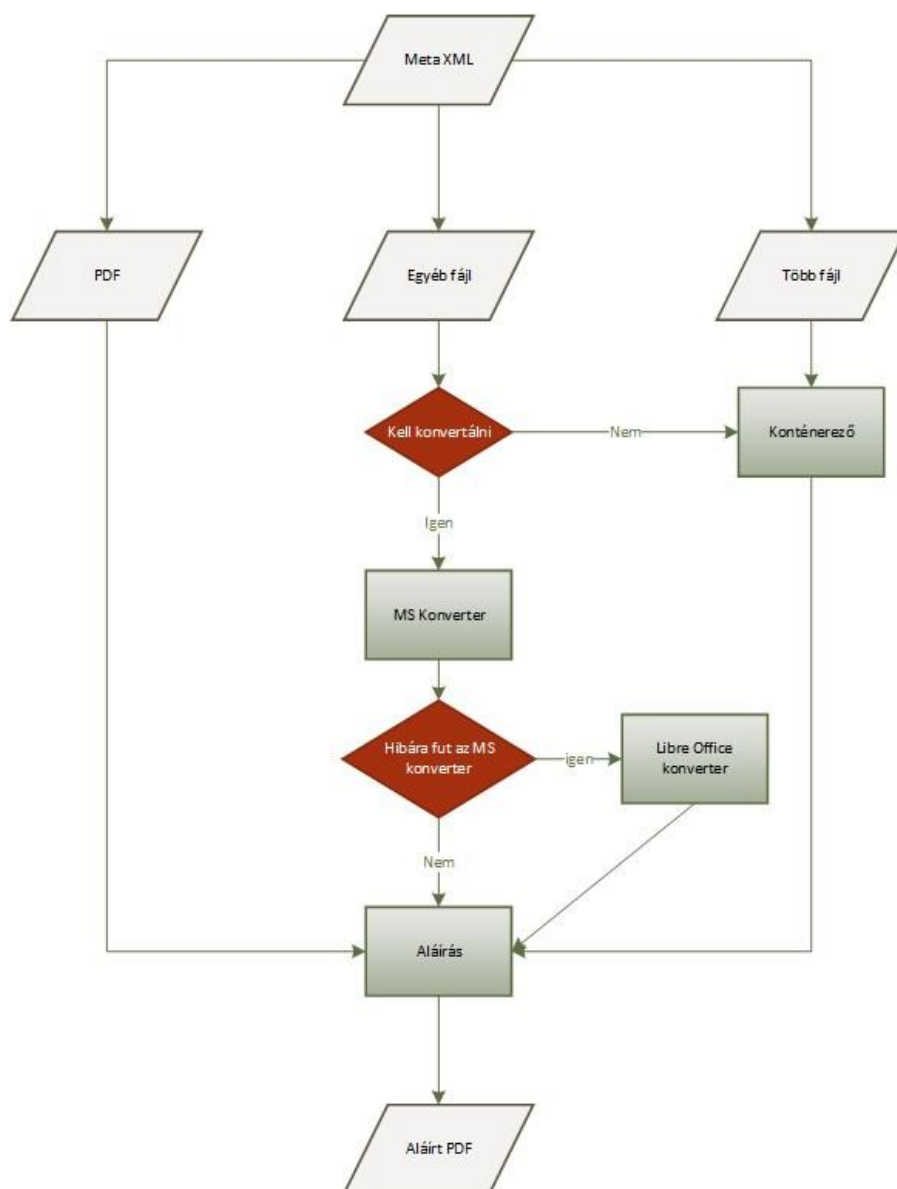 Meta XML
PDF
Egyéb fájl
Több fájl
Kell konvertálni
Nem
Konténerező
Igen
MS Konverter
Hibára fut az MS
konverter
igen
Libre Office
konverter
Nem
Aláírás
Aláírt PDF